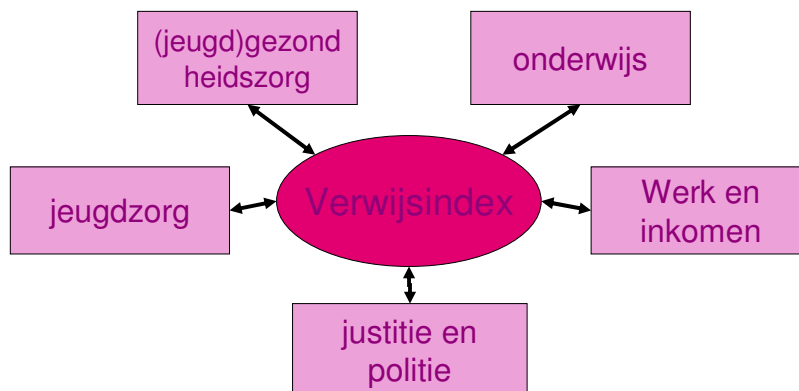 (jeugd)gezond
heidszorg
onderwijs
jeugdzorg
Verwijsindex
Werk en
inkomen
justitie en
politie